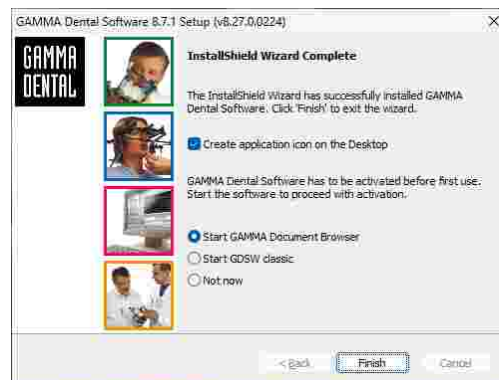 GAMMA Dental Software 8.7.1 Setup (v8.27.0.0224)
GAMMA
DENTAL
InstallShield Wizard Complete
The InstallShield Wizard has successfully installed GAMMA
Dental Software. Click 'Finish' to exit the wizard.
Create application icon on the Desktop
GAMMA Dental Software has to be activated before first use.
Start the software to proceed with activation.
Start GAMMA Document Browser
Start GDSW classic
Not now
< Back
Finish
Cancel